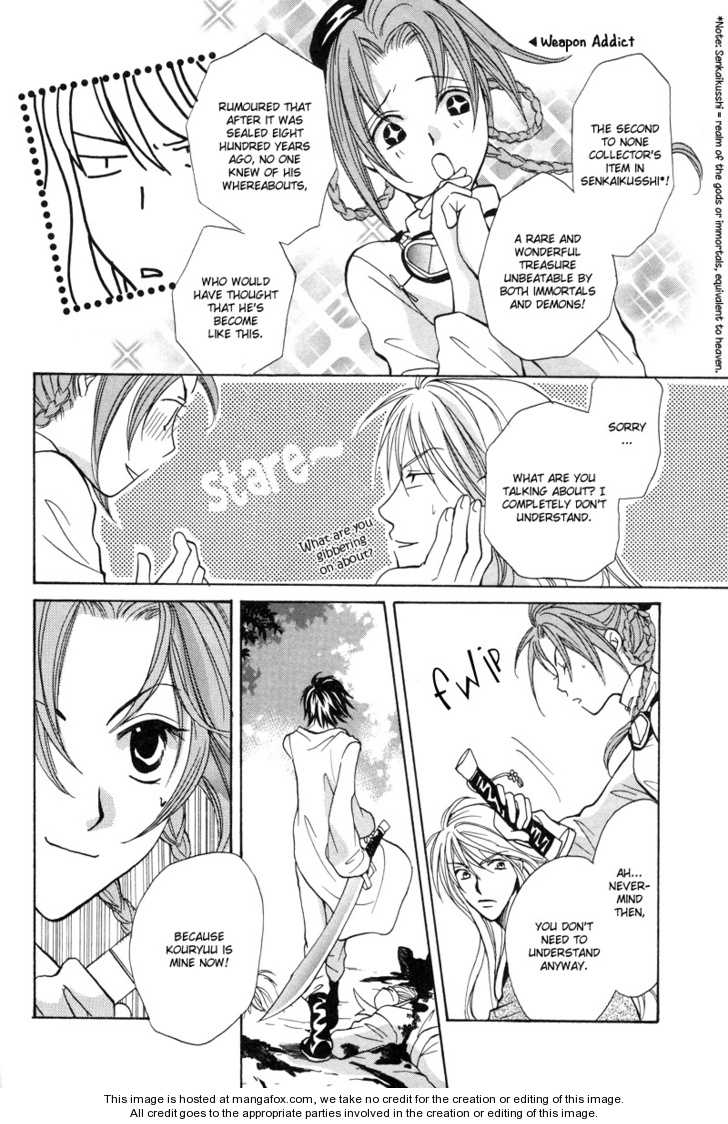 *Note: Senkaikusshi = realm of the gods or immortals, equivalent to heaven.
◄ Weapon Addict
THE SECOND
TO NONE
COLLECTOR'S
ITEM IN
SENKAIKUSSHI*!
A RARE AND
WONDERFUL
TREASURE
UNBEATABLE BY
BOTH IMMORTALS
AND DEMONS!
RUMOURED THAT
AFTER IT WAS
SEALED EIGHT
HUNDRED YEARS
AGO, NO ONE
KNEW OF HIS
WHEREABOUTS,
WHO WOULD
HAVE THOUGHT
THAT HE'S
BECOME
LIKE THIS.
SORRY
...
WHAT ARE YOU
TALKING ABOUT? I
COMPLETELY DON'T
UNDERSTAND.
stare~
What are you
gibbering
on about?
fwip
AH...
NEVER-
MIND
THEN,
YOU DON'T
NEED TO
UNDERSTAND
ANYWAY.
BECAUSE
KOURYUU IS
MINE NOW!
This image is hosted at mangafox.com, we take no credit for the creation or editing of this image.
All credit goes to the appropriate parties involved in the creation or editing of this image.